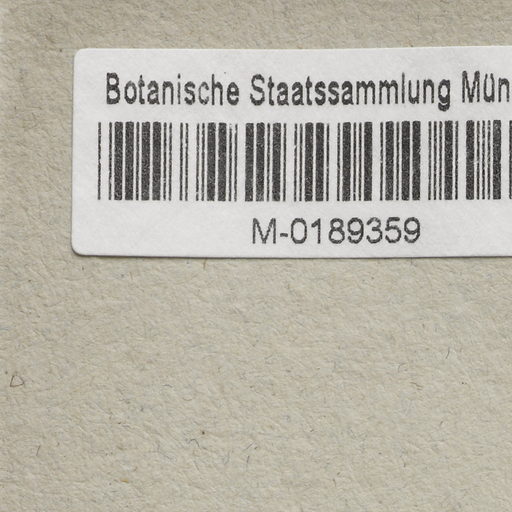 Botanische Staatssammlung Mün
M-0189359